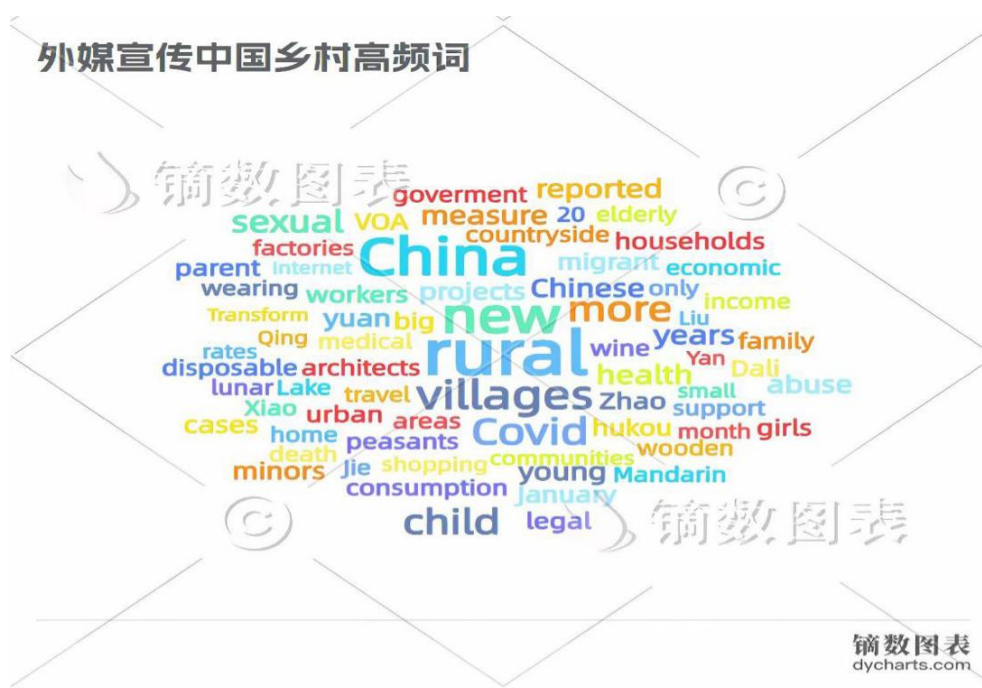 外媒宣传中国乡村高频词
镝数图表
©
goverment reported
sexual VOA measure 20 elderly
factories China countryside households
parent Internet migrant economic
wearing workers projects Chinese only income
Transform yuan big new more Liu
Qing medical years family
rates rural wine Yan Dali
disposable architects health abuse
lunar Lake travel villages Zhao small
Xiao urban areas support
cases home peasants Covid hukou month girls
death wooden
minors Jie shopping communities young Mandarin
consumption January
child legal
©
镝数图表
镝数图表
dycharts.com